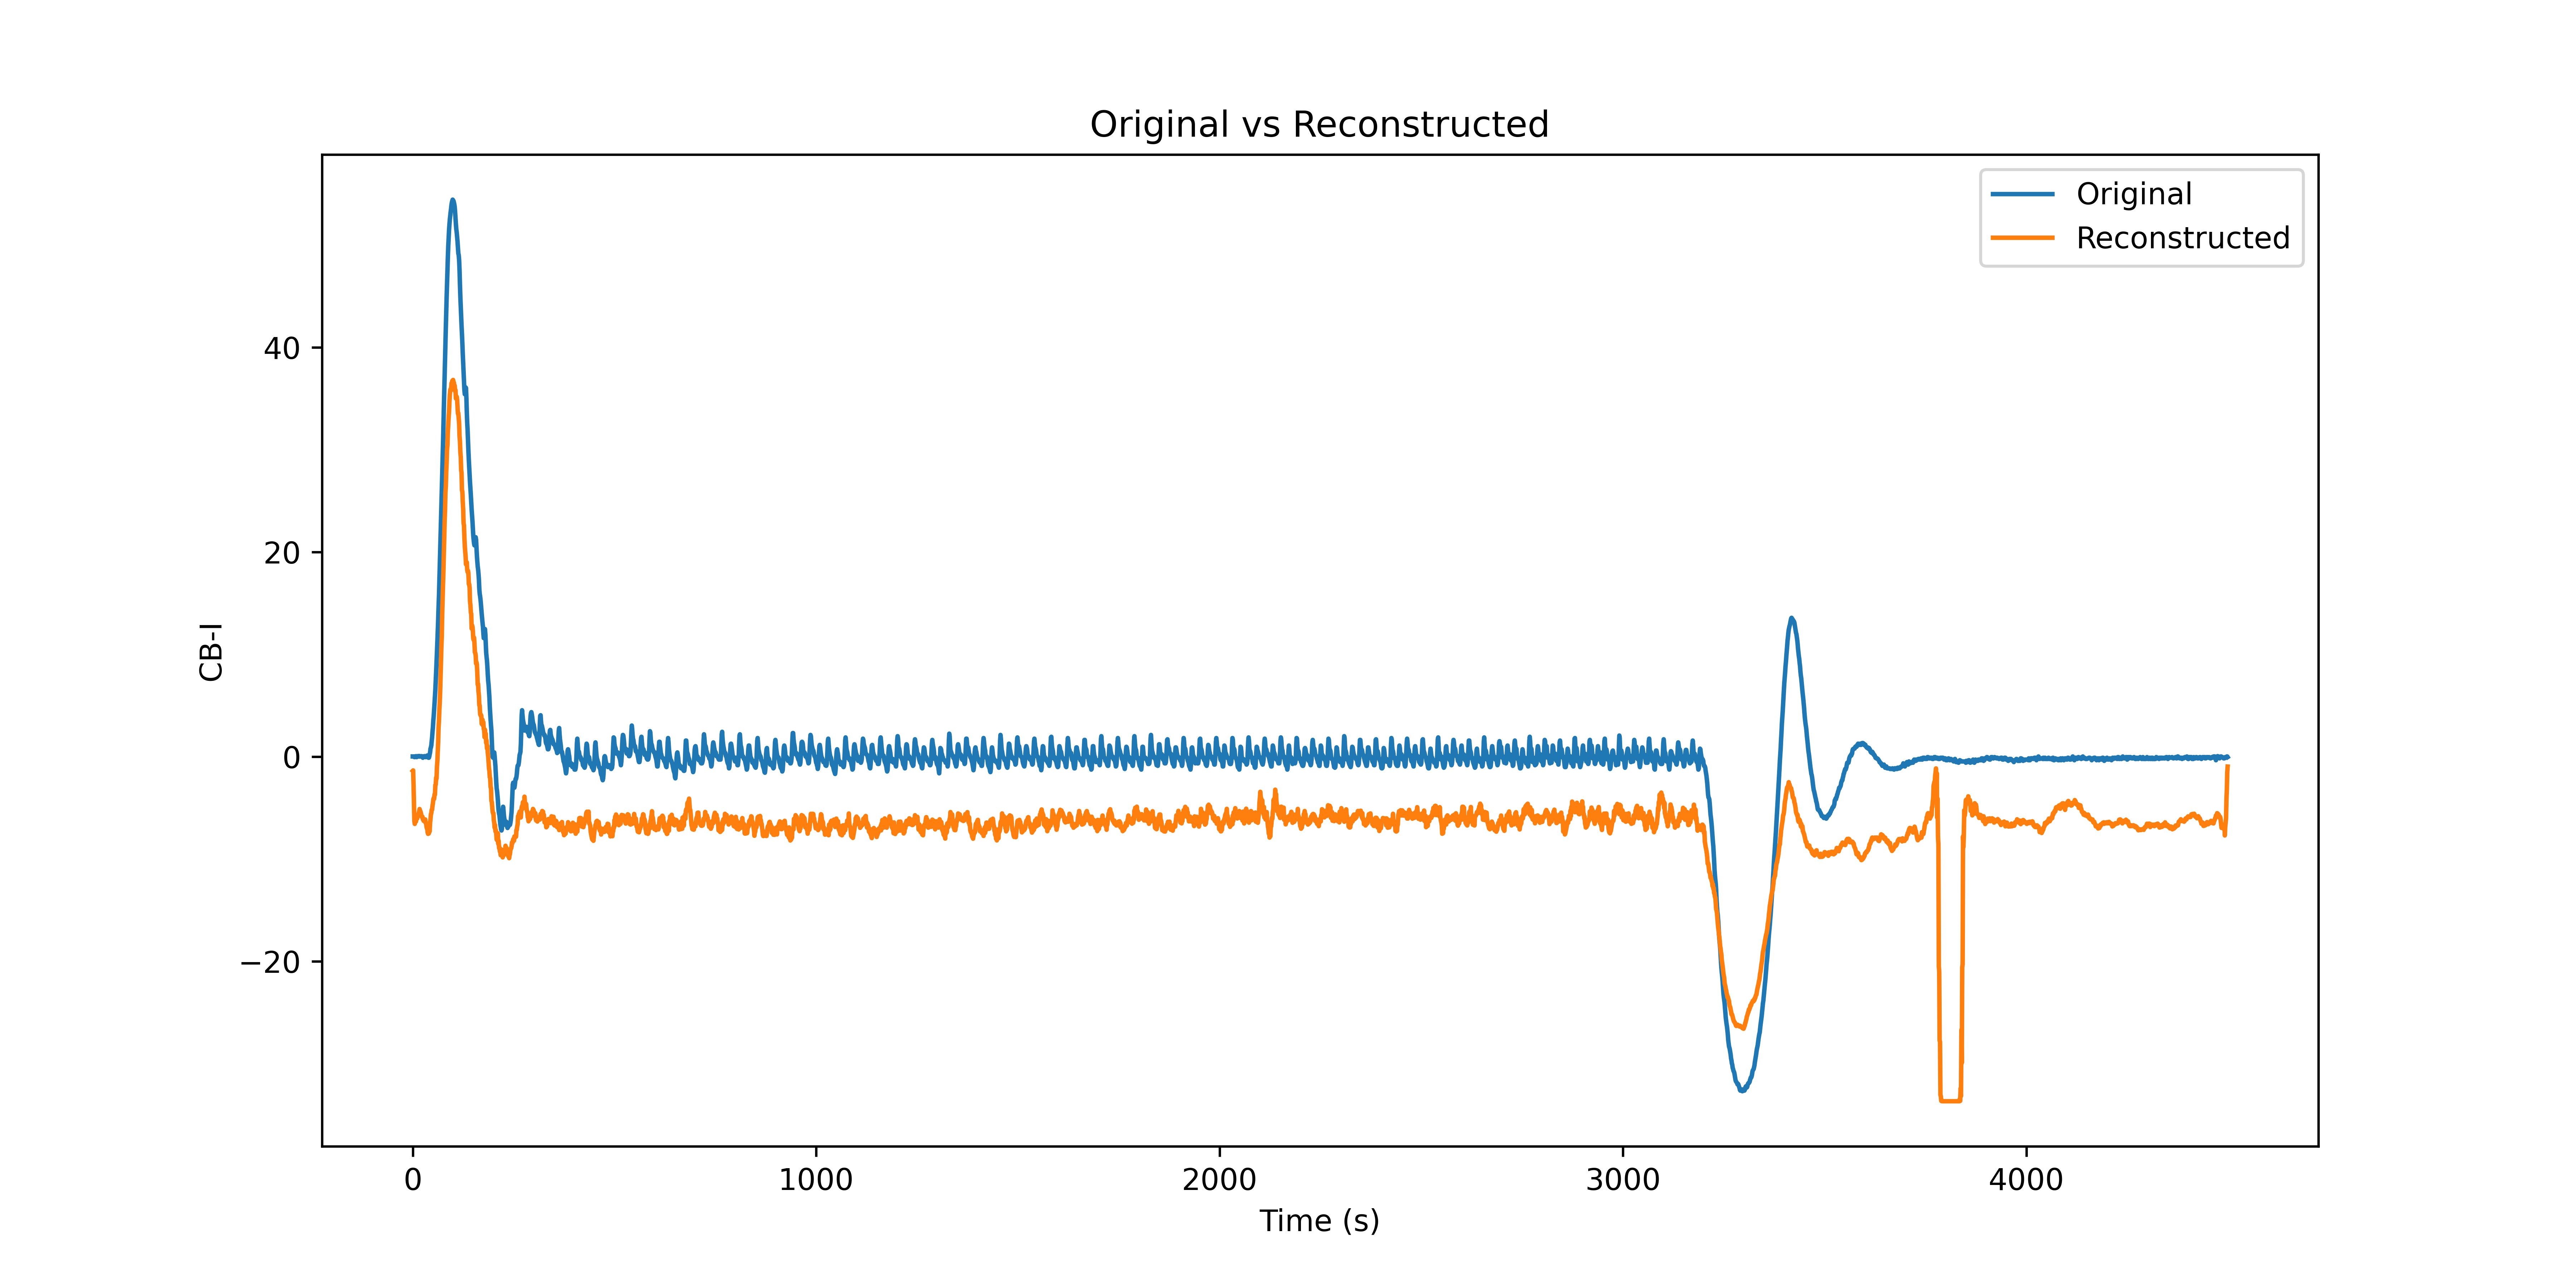 Original vs Reconstructed
Original
Reconstructed
40
20
0
−20
CB-I
0
1000
2000
3000
4000
Time (s)